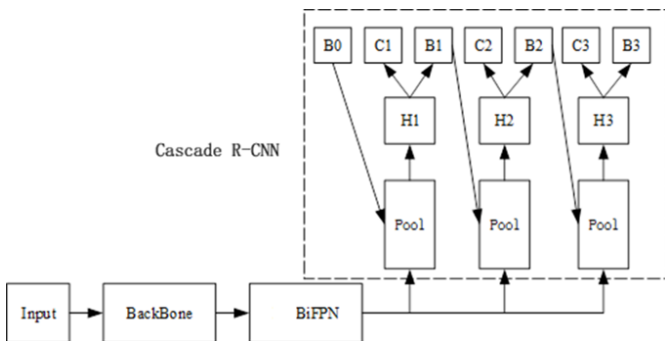 B0 C1 B1 C2 B2 C3 B3
H1 H2 H3
Cascade R-CNN
Pool Pool Pool
Input BackBone BiFPN